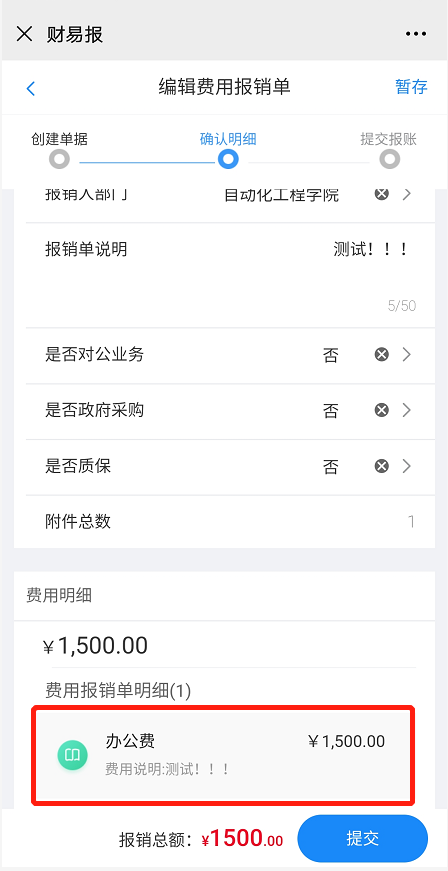 财易报
编辑费用报销单 暂存
创建单据 确认明细 提交报账
报销人部门 自动化工程学院
报销单说明 测试！！！
5/50
是否对公业务 否
是否政府采购 否
是否质保 否
附件总数 1
费用明细
￥1,500.00
费用报销单明细(1)
办公费 ￥1,500.00
费用说明:测试！！！
报销总额： ¥1500.00 提交